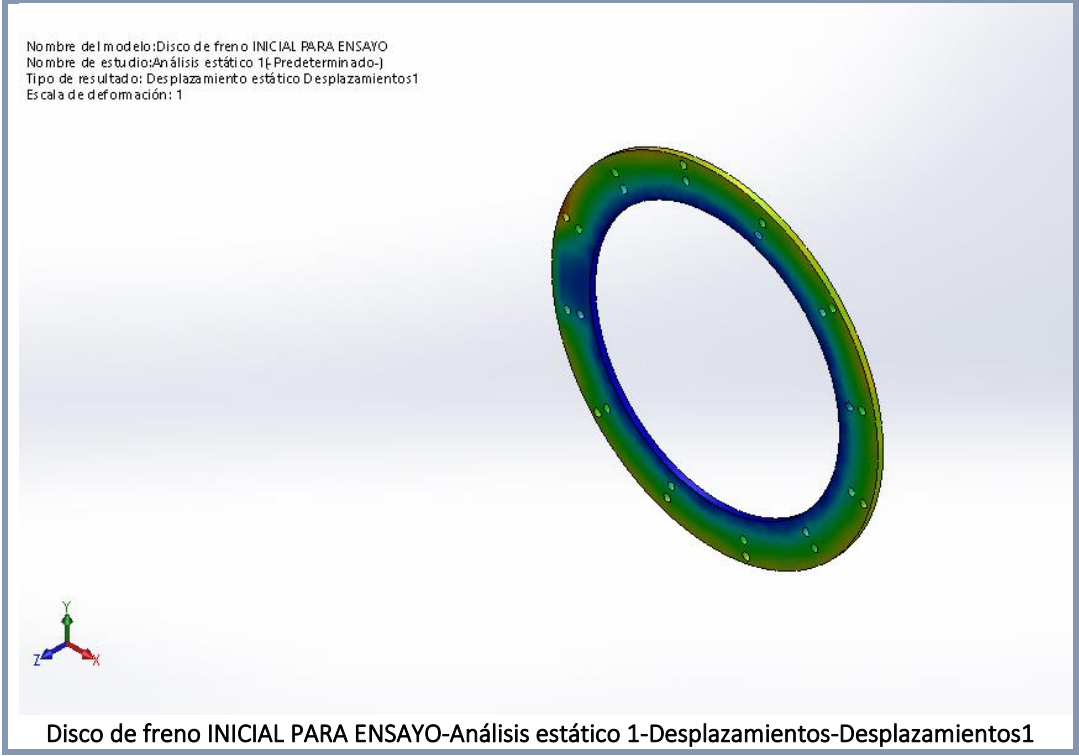 Nombre del modelo:Disco de freno INICIAL PARA ENSAYO
Nombre de estudio:Análisis estático 1(-Predeterminado-)
Tipo de resultado: Desplazamiento estático Desplazamientos1
Escala de deformación: 1
Y
Z
X
Disco de freno INICIAL PARA ENSAYO-Análisis estático 1-Desplazamientos-Desplazamientos1